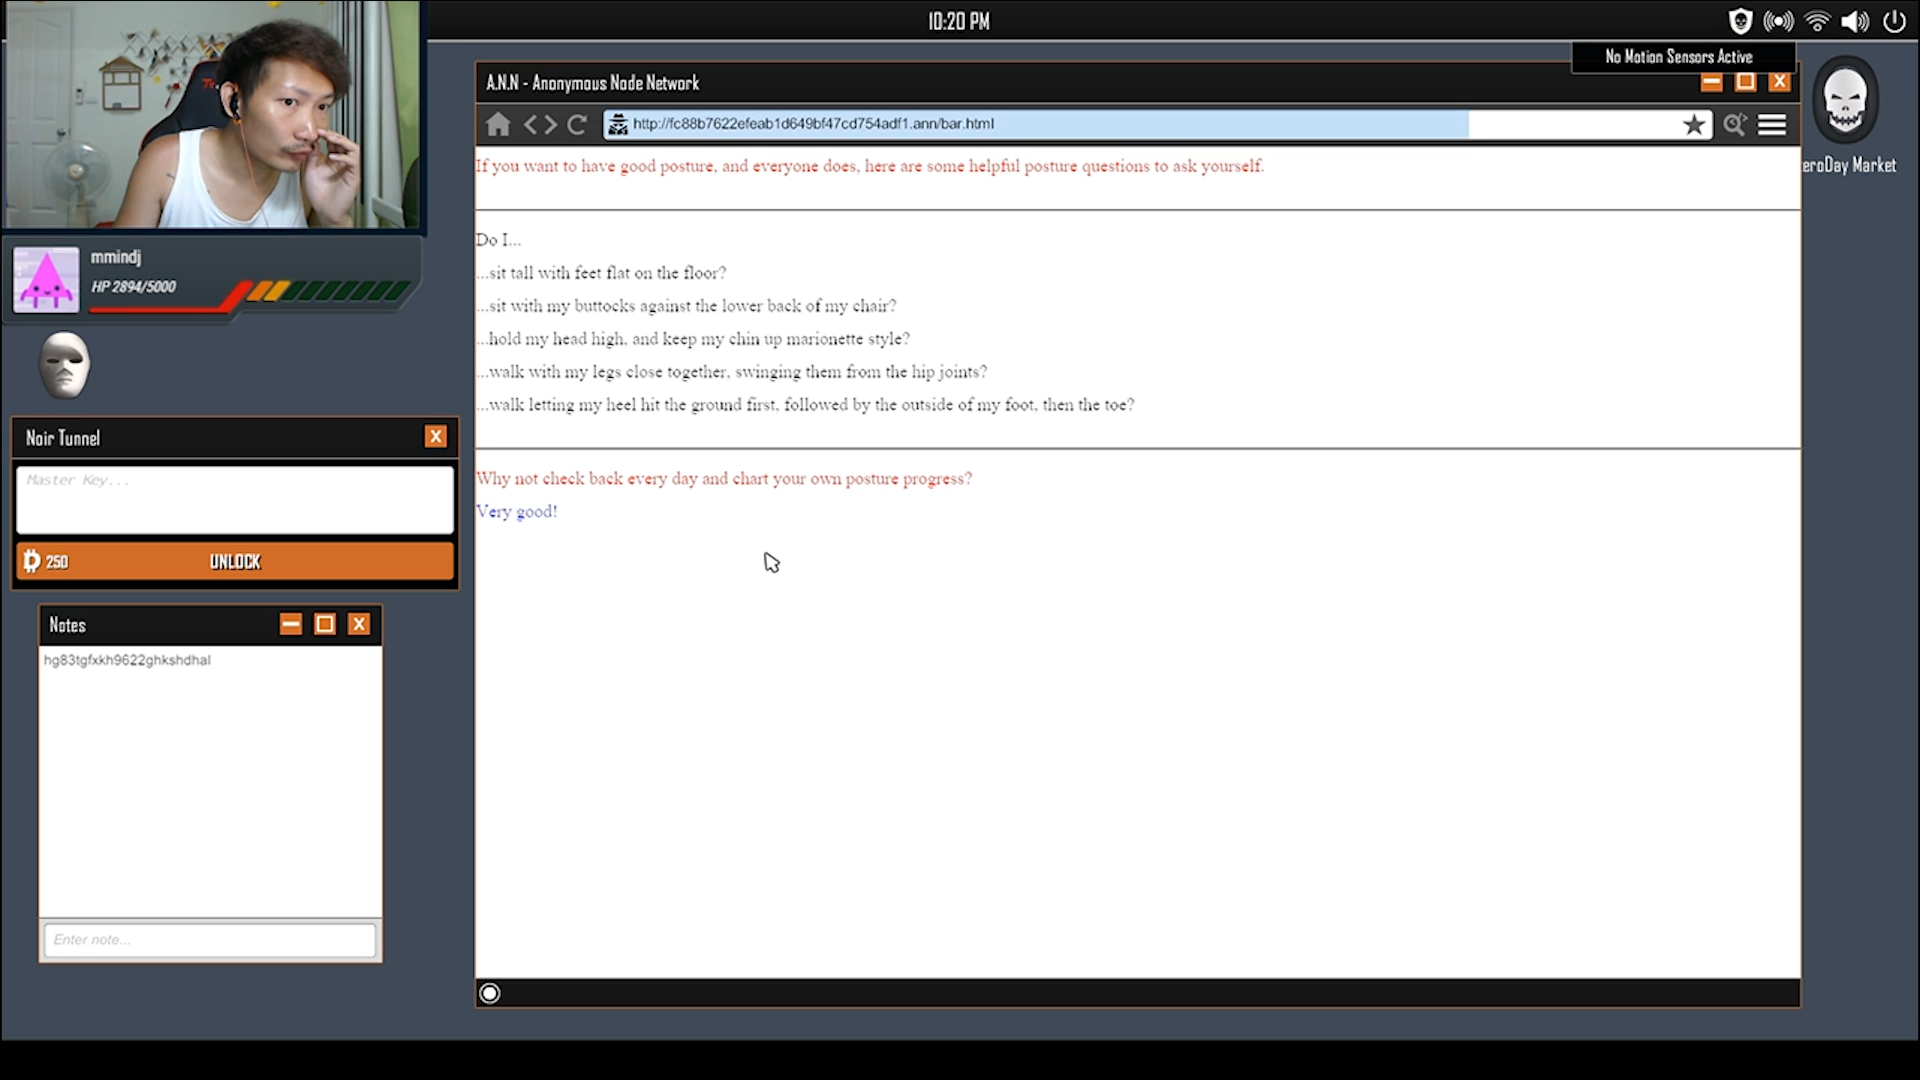 10:20 PM
No Motion Sensors Active
A.N.N - Anonymous Node Network
http://fc88b7622efeab1d649bf47cd754adf1.ann/bar.html
eroDay Market
If you want to have good posture, and everyone does, here are some helpful posture questions to ask yourself.
Do I...
...sit tall with feet flat on the floor?
...sit with my buttocks against the lower back of my chair?
...hold my head high, and keep my chin up marionette style?
...walk with my legs close together, swinging them from the hip joints?
...walk letting my heel hit the ground first, followed by the outside of my foot, then the toe?
Why not check back every day and chart your own posture progress?
Very good!
mmindj
HP 2894/5000
Noir Tunnel
X
Master Key...
250
UNLOCK
Notes
X
hg83tgfxkh9622ghkshdhal
Enter note...